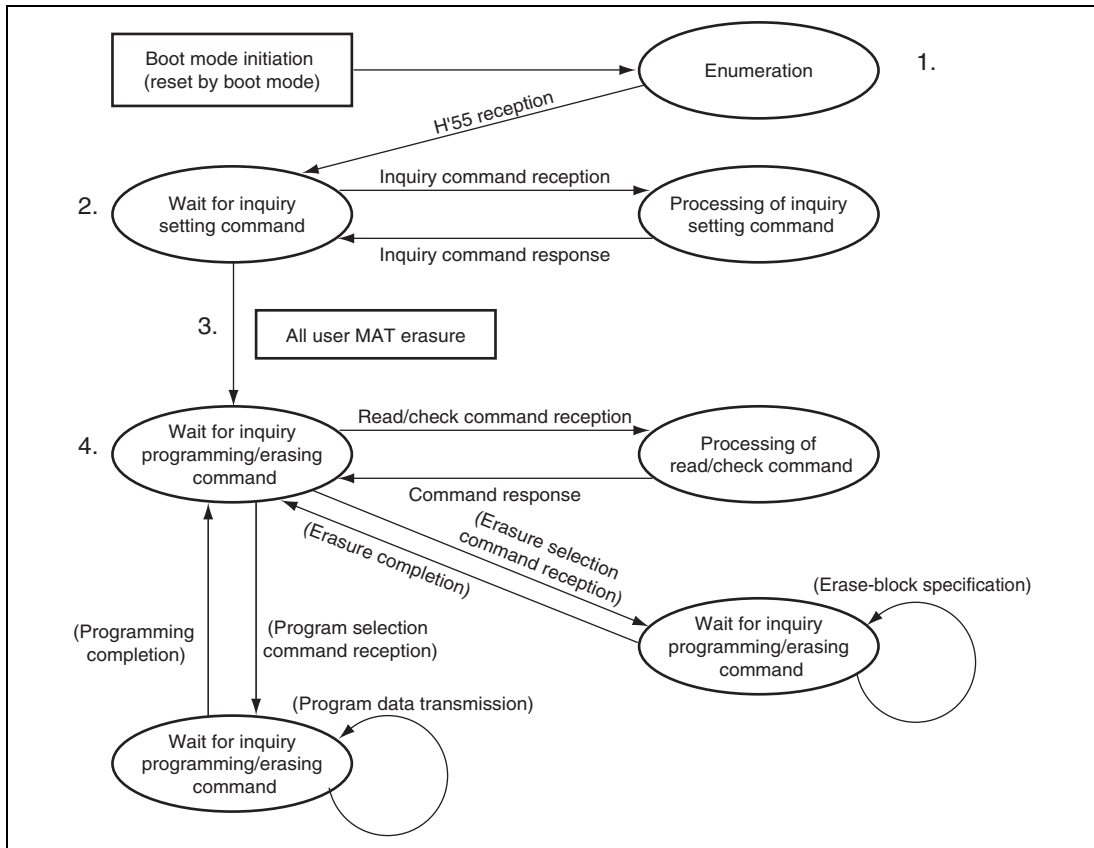 Boot mode initiation
(reset by boot mode)
Enumeration
1.
H'55 reception
2.
Wait for inquiry
setting command
Inquiry command reception
Processing of inquiry
setting command
Inquiry command response
3.
All user MAT erasure
4.
Wait for inquiry
programming/erasing
command
Read/check command reception
Processing of
read/check command
Command response
(Erasure selection
command reception)
(Erasure completion)
(Erase-block specification)
Wait for inquiry
programming/erasing
command
(Programming
completion)
(Program selection
command reception)
(Program data transmission)
Wait for inquiry
programming/erasing
command